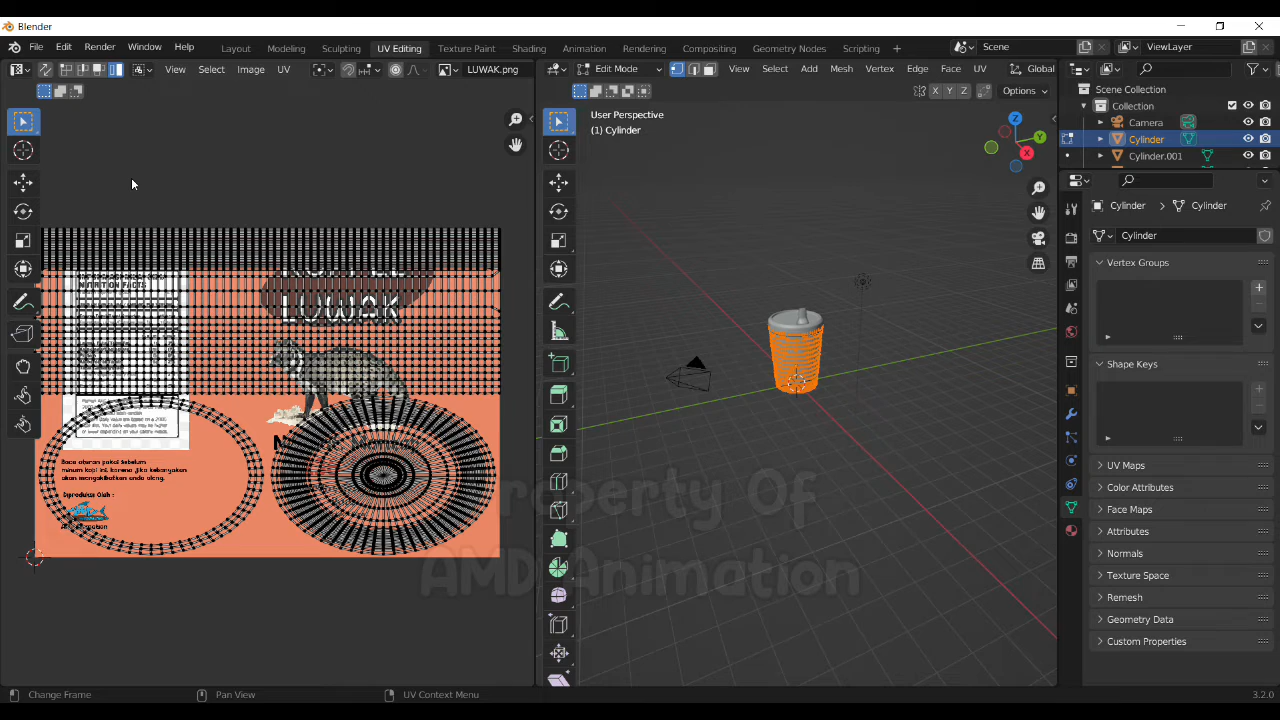 Blender
File Edit Render Window Help
Layout Modeling Sculpting UV Editing Texture Paint Shading Animation Rendering Compositing Geometry Nodes Scripting +
Scene
ViewLayer
View Select Image UV
LUWAK.png
Edit Mode
View Select Add Mesh Vertex Edge Face UV
Global
X Y Z
Options
User Perspective
(1) Cylinder
Z
Y
X
Scene Collection
Collection
Camera
Cylinder
Cylinder.001
Cylinder
Cylinder
Cylinder
Vertex Groups
Shape Keys
UV Maps
Color Attributes
Face Maps
Attributes
Normals
Texture Space
Remesh
Geometry Data
Custom Properties
NUTRITION FACTS
LUWAK
Baca aturan pakai sebelum
minum kopi ini, karena jika kebanyakan
akan mengakibatkan anda oleng.
Diproduksi Oleh :
Property Of
AMD Animation
Change Frame
Pan View
UV Context Menu
3.2.0